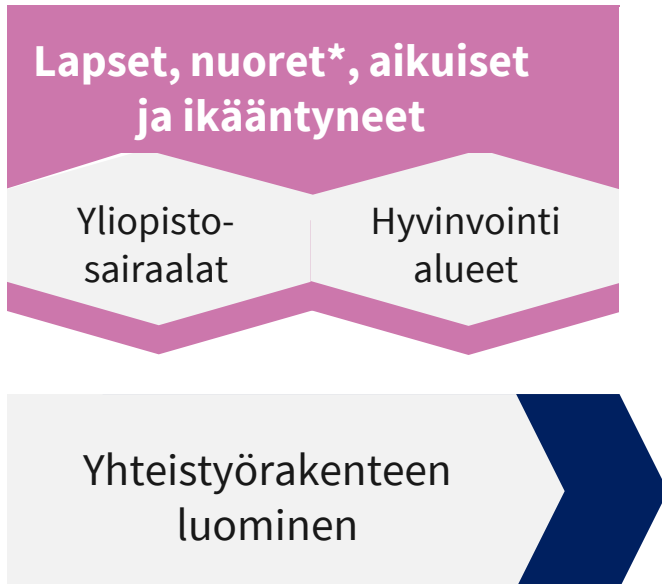 Lapset, nuoret*, aikuiset
ja ikääntyneet
Yliopisto-
sairaalat
Hyvinvointi
alueet
Yhteistyörakenteen
luominen